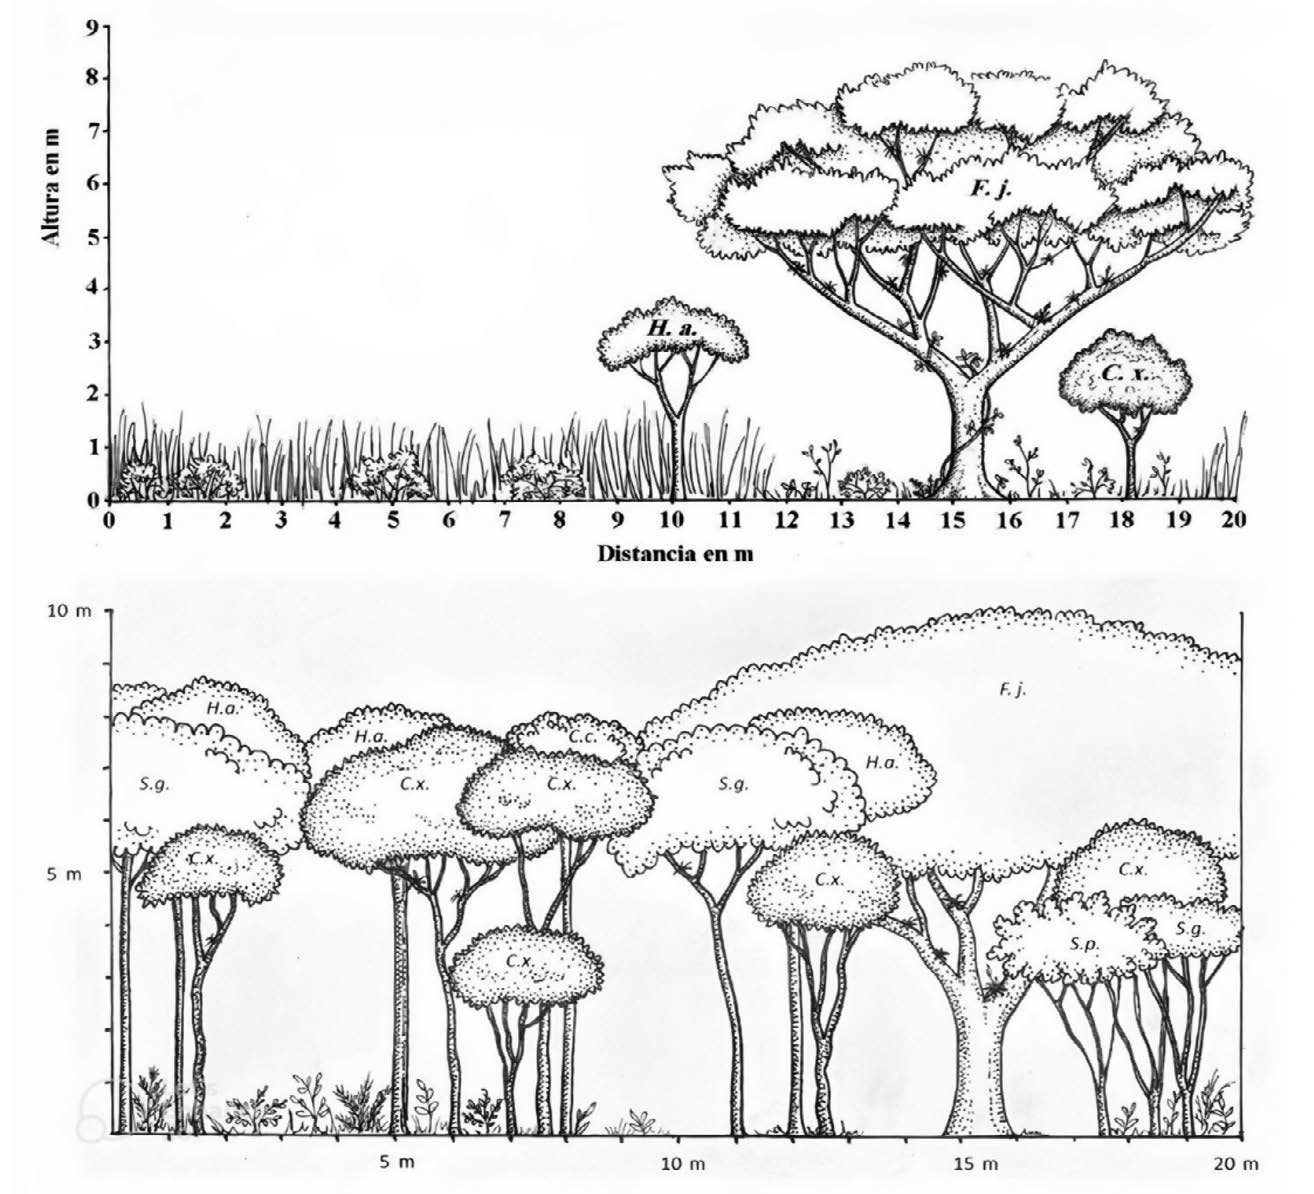 9
8
7
6
5
4
3
2
1
0
Altura en m
F. j.
H. a.
C. x.
0 1 2 3 4 5 6 7 8 9 10 11 12 13 14 15 16 17 18 19 20
Distancia en m
10 m
F. j.
H.a.
H.a. C.c.
H.a.
S.g. C.x. C.x. S.g.
C.x.
C.x. C.x.
S.g.
S.p.
C.x.
5 m
5 m 10 m 15 m 20 m